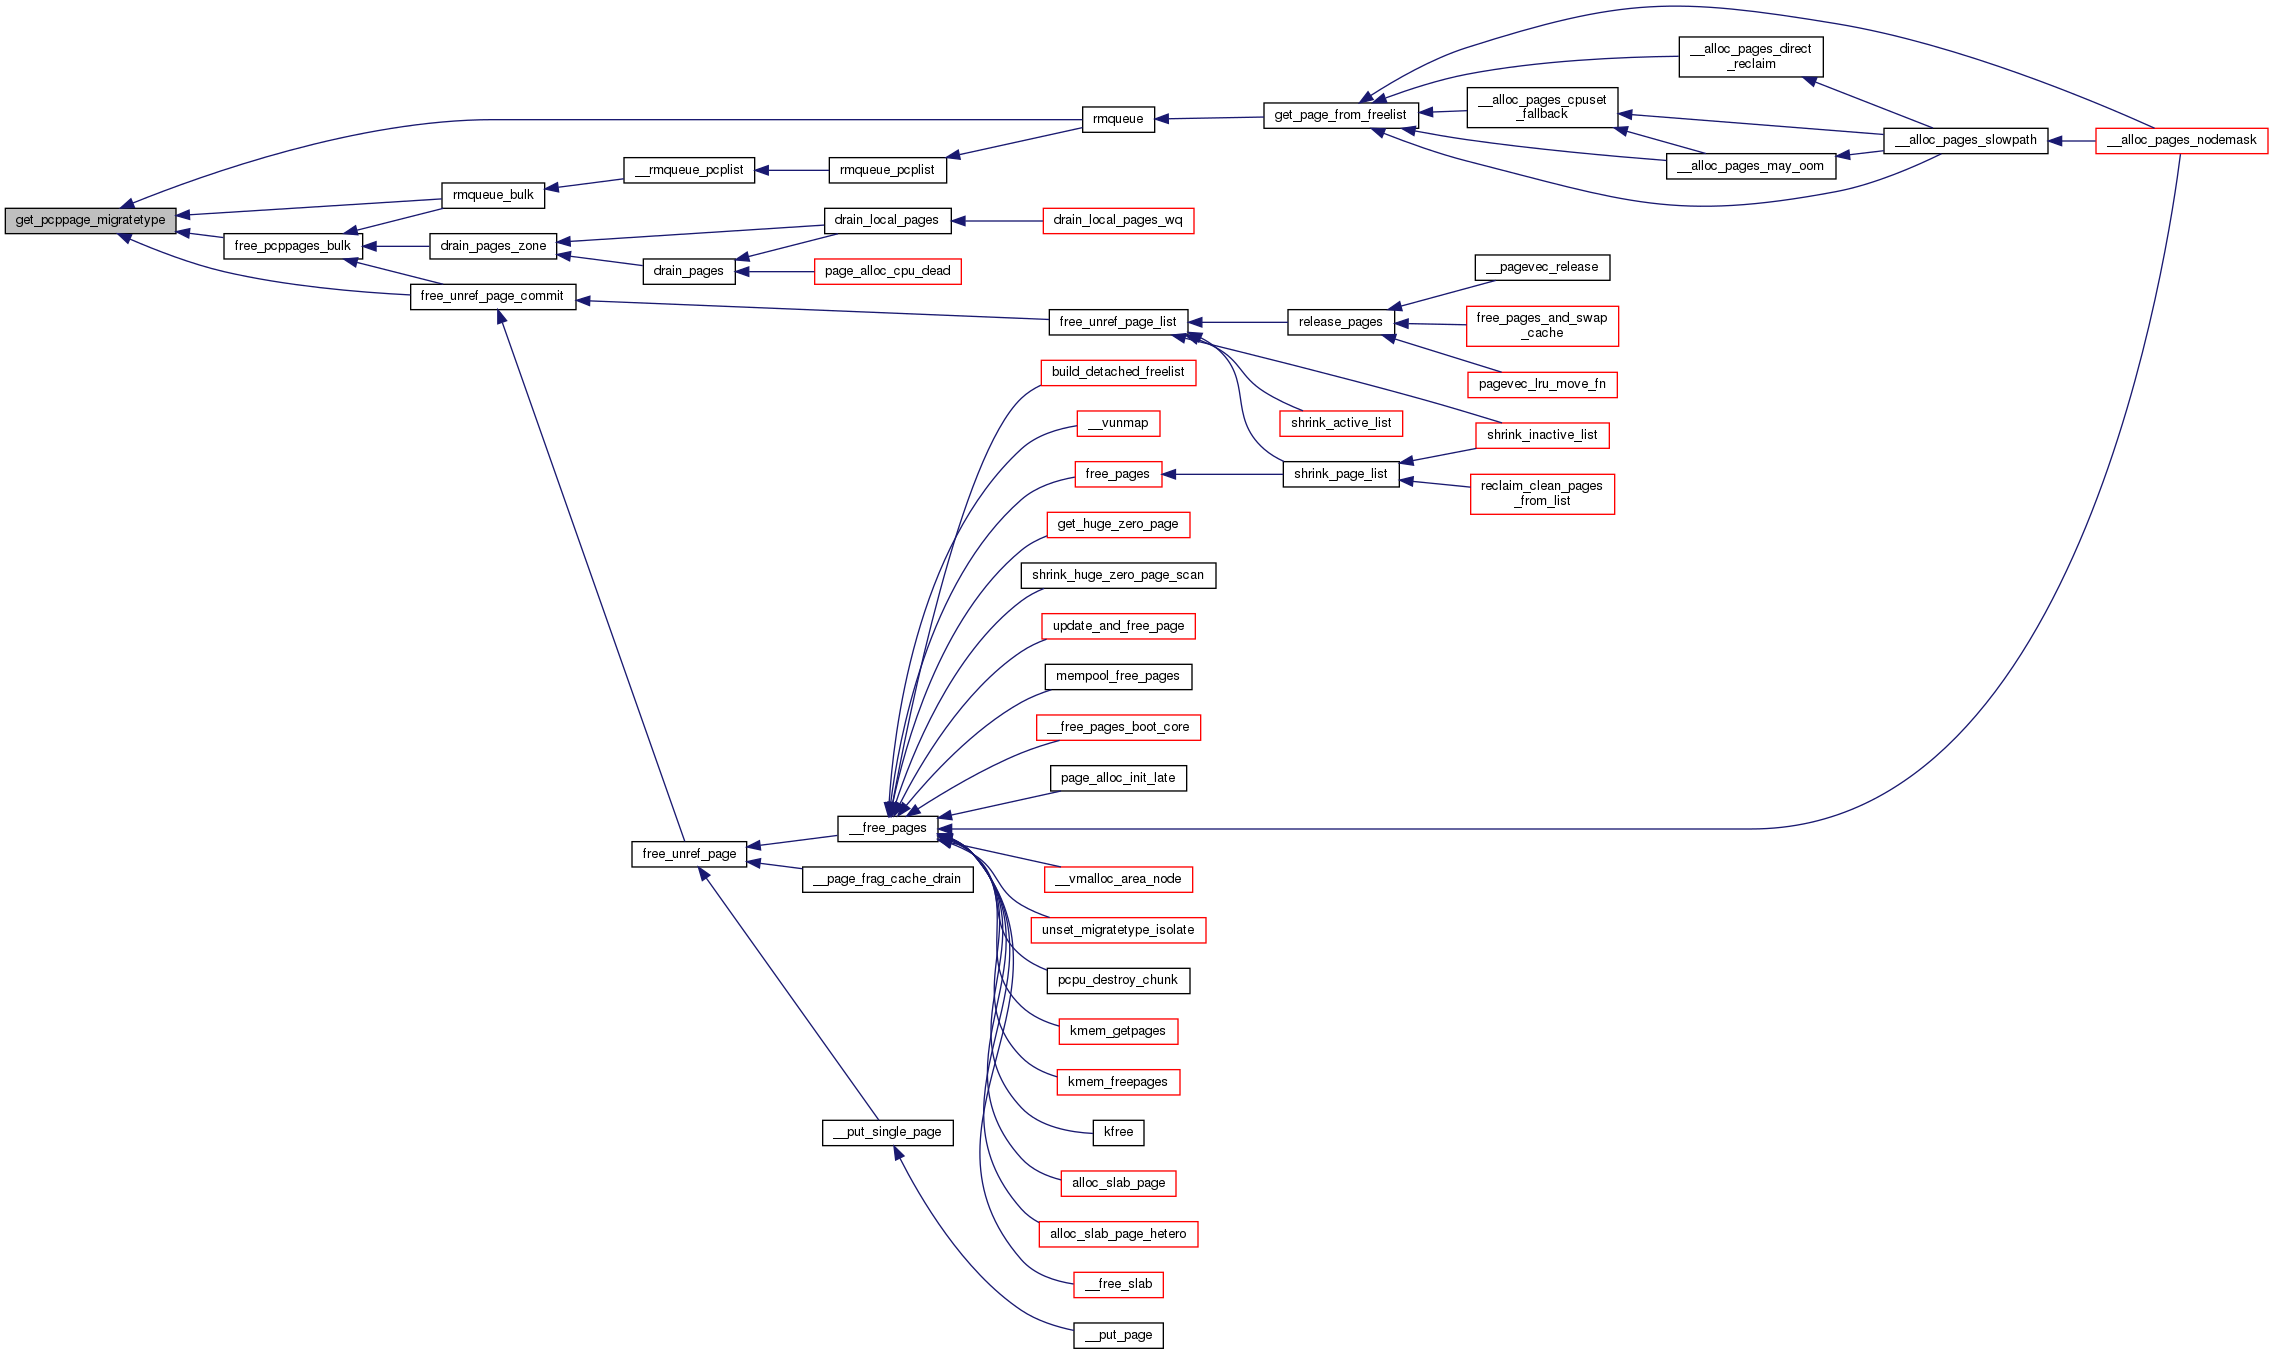 __alloc_pages_direct
_reclaim
__alloc_pages_cpuset
_fallback
rmqueue
get_page_from_freelist
__alloc_pages_slowpath
__alloc_pages_nodemask
__alloc_pages_may_oom
__rmqueue_pcplist
rmqueue_pcplist
rmqueue_bulk
get_pcppage_migratetype
drain_local_pages
drain_local_pages_wq
free_pcppages_bulk
drain_pages_zone
drain_pages
page_alloc_cpu_dead
__pagevec_release
free_unref_page_commit
free_unref_page_list
release_pages
free_pages_and_swap
_cache
build_detached_freelist
pagevec_lru_move_fn
__vunmap
shrink_active_list
shrink_inactive_list
free_pages
shrink_page_list
reclaim_clean_pages
_from_list
get_huge_zero_page
shrink_huge_zero_page_scan
update_and_free_page
mempool_free_pages
__free_pages_boot_core
page_alloc_init_late
__free_pages
free_unref_page
__page_frag_cache_drain
__vmalloc_area_node
unset_migratetype_isolate
pcpu_destroy_chunk
kmem_getpages
kmem_freepages
__put_single_page
kfree
alloc_slab_page
alloc_slab_page_hetero
__free_slab
__put_page